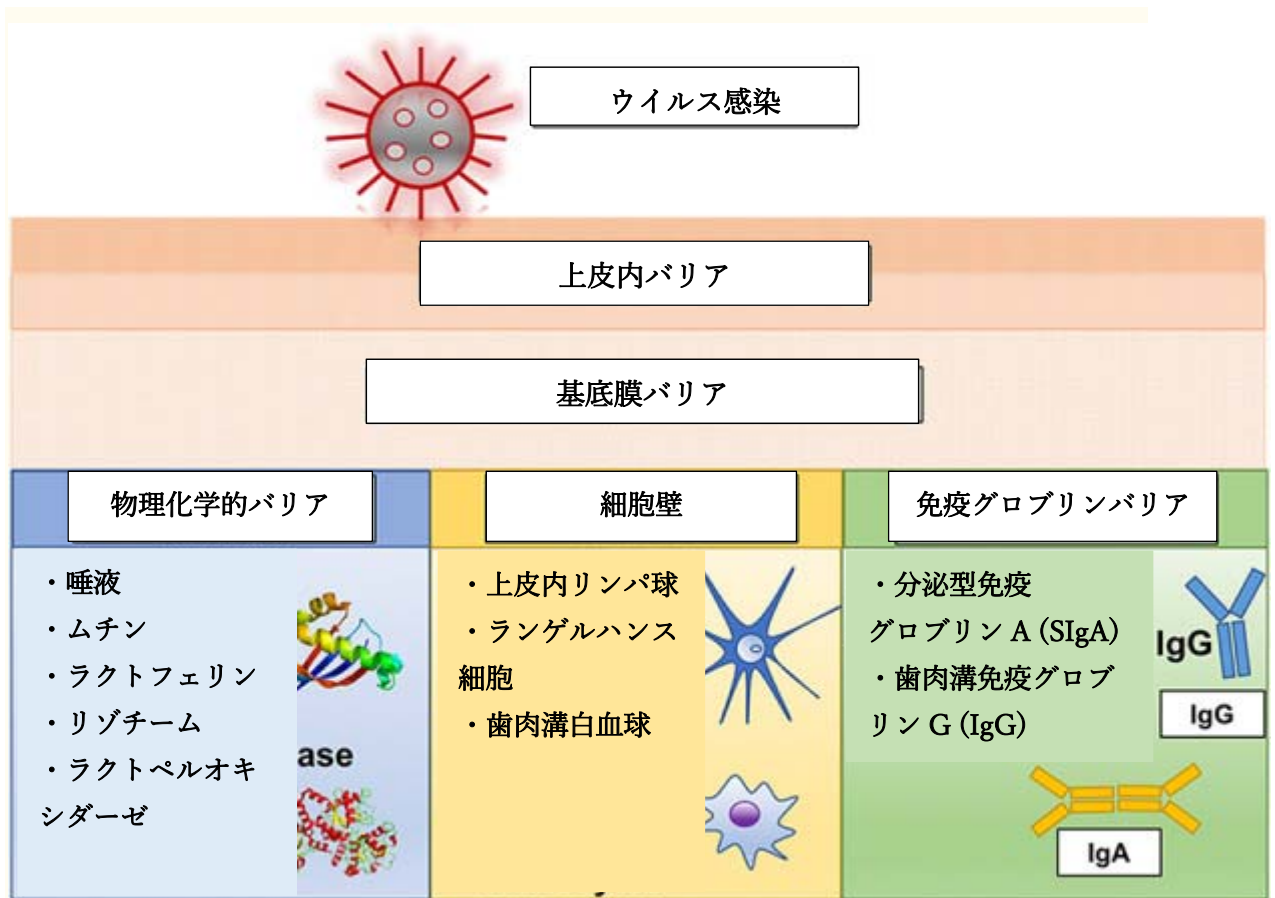 ウイルス感染
上皮内バリア
基底膜バリア
物理化学的バリア
・唾液
・ムチン
・ラクトフェリン
・リゾチーム
・ラクトペルオキ
シダーゼ
ase
細胞壁
・上皮内リンパ球
・ランゲルハンス
細胞
・歯肉溝白血球
免疫グロブリンバリア
・分泌型免疫
グロブリン A (SIgA)
・歯肉溝免疫グロブ
リン G (IgG)
IgG
IgG
IgA